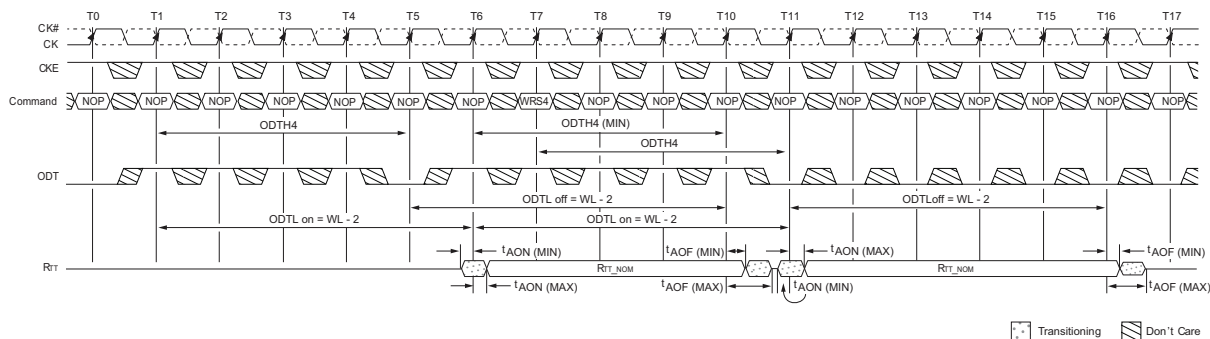 T0 T1 T2 T3 T4 T5 T6 T7 T8 T9 T10 T11 T12 T13 T14 T15 T16 T17
CK#
CK
CKE
Command NOP NOP NOP NOP NOP NOP NOP WRS4 NOP NOP NOP NOP NOP NOP NOP NOP NOP NOP
ODTH4 ODTH4 (MIN)
ODTH4
ODT
ODTL off = WL - 2 ODTLoff = WL - 2
ODTL on = WL - 2 ODTL on = WL - 2
tAON (MIN) tAOF (MIN) tAON (MAX) tAOF (MIN)
RTT RTT_NOM RTT_NOM
tAON (MAX) tAOF (MAX) tAON (MIN) tAOF (MAX)
Transitioning Don't Care